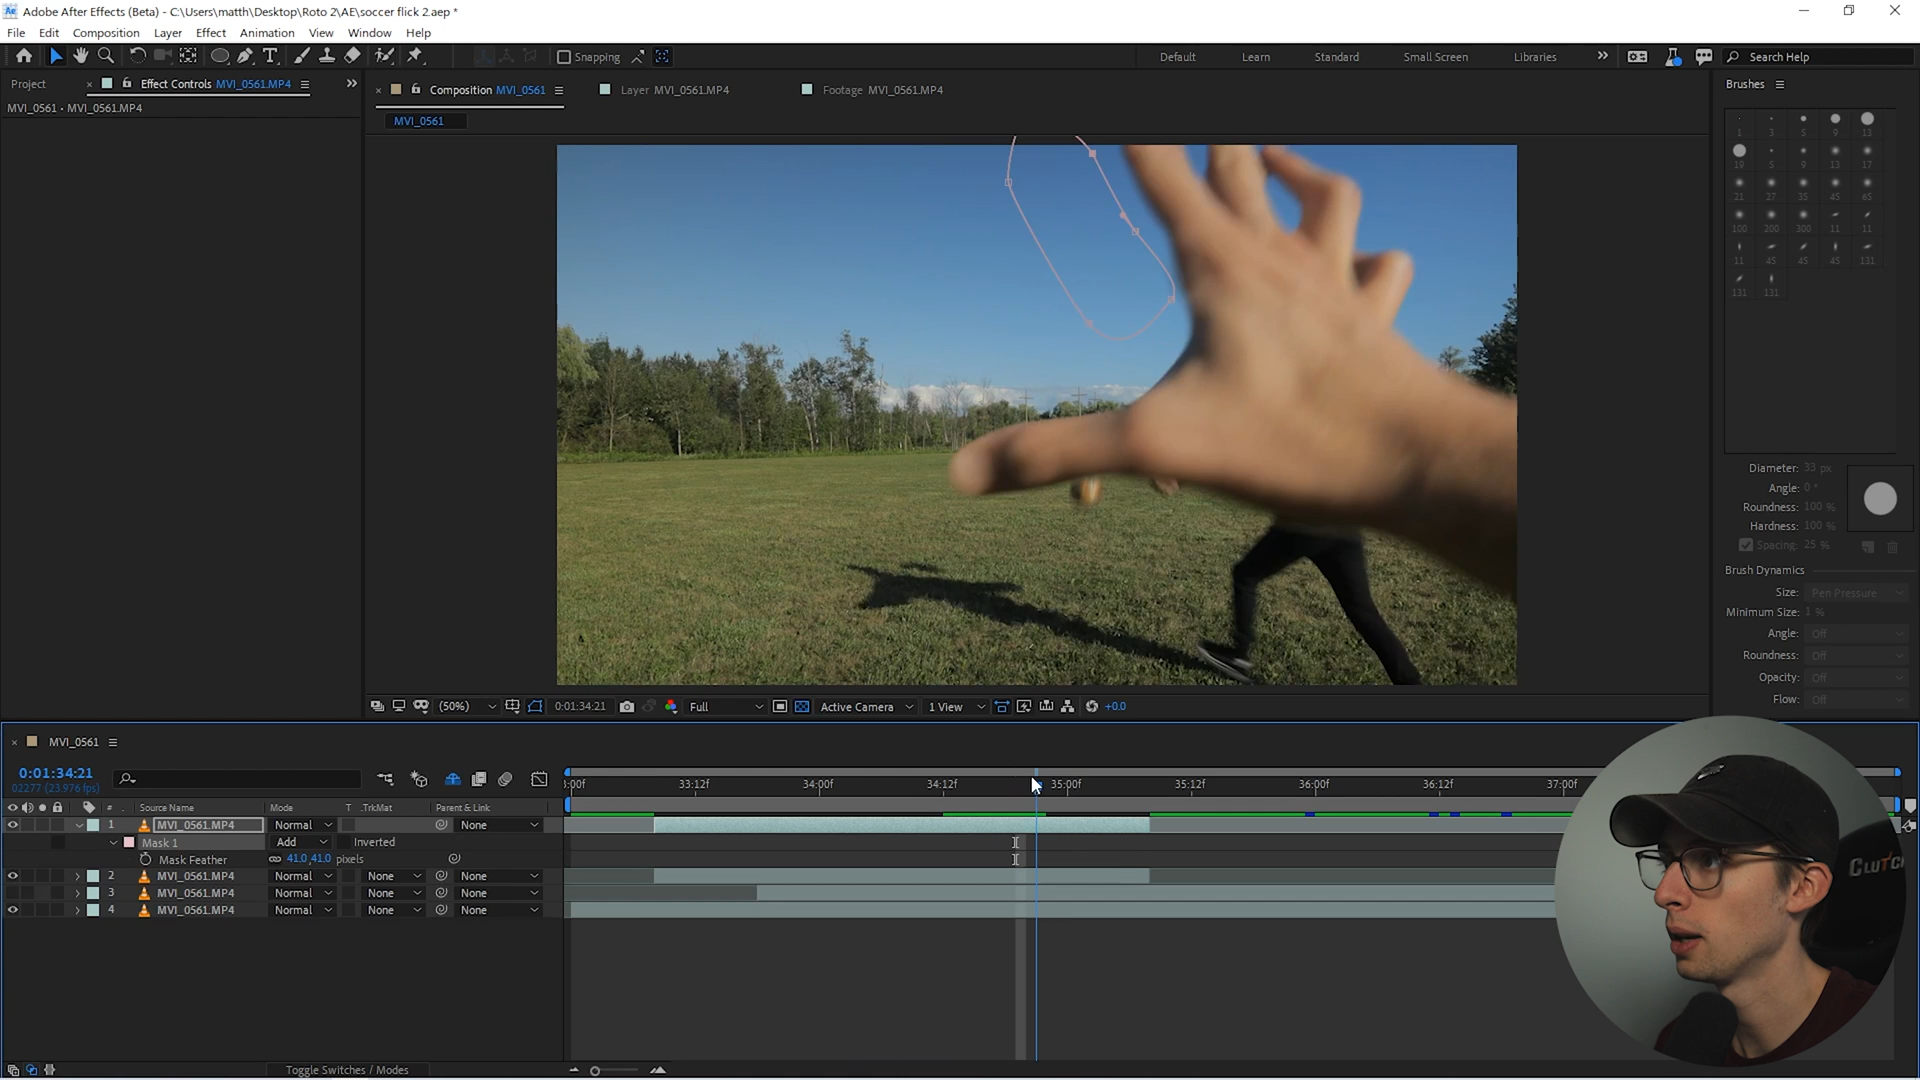 Adobe After Effects (Beta) - C:\Users\matth\Desktop\Roto 2\AE\soccer flick 2.aep *
File Edit Composition Layer Effect Animation View Window Help
Snapping Default Learn Standard Small Screen Libraries Search Help
Project Effect Controls MVI_0561.MP4
MVI_0561 • MVI_0561.MP4
Composition MVI_0561 Layer MVI_0561.MP4 Footage MVI_0561.MP4
MVI_0561
Brushes
1 3 5 9 13
19 5 9 13 17
21 27 35 45 65
100 200 300 11 11
11 45 45 45 131
131 131
Diameter: 33 px
Angle: 0°
Roundness: 100 %
Hardness: 100 %
Spacing: 25 %
Brush Dynamics
Size: Pen Pressure
Minimum Size: 1 %
Angle: Off
Roundness: Off
Opacity: Off
Flow: Off
(50%) 0:01:34:21 Full Active Camera 1 View +0.0
MVI_0561
0:01:34:21
02277 (23.976 fps)
:00f 33:12f 34:00f 34:12f 35:00f 35:12f 36:00f 36:12f 37:00f
# Source Name Mode T .TrkMat Parent & Link
1 MVI_0561.MP4 Normal None
Mask 1 Add Inverted
Mask Feather 41.0,41.0 pixels
2 MVI_0561.MP4 Normal None None
3 MVI_0561.MP4 Normal None None
4 MVI_0561.MP4 Normal None None
Toggle Switches / Modes